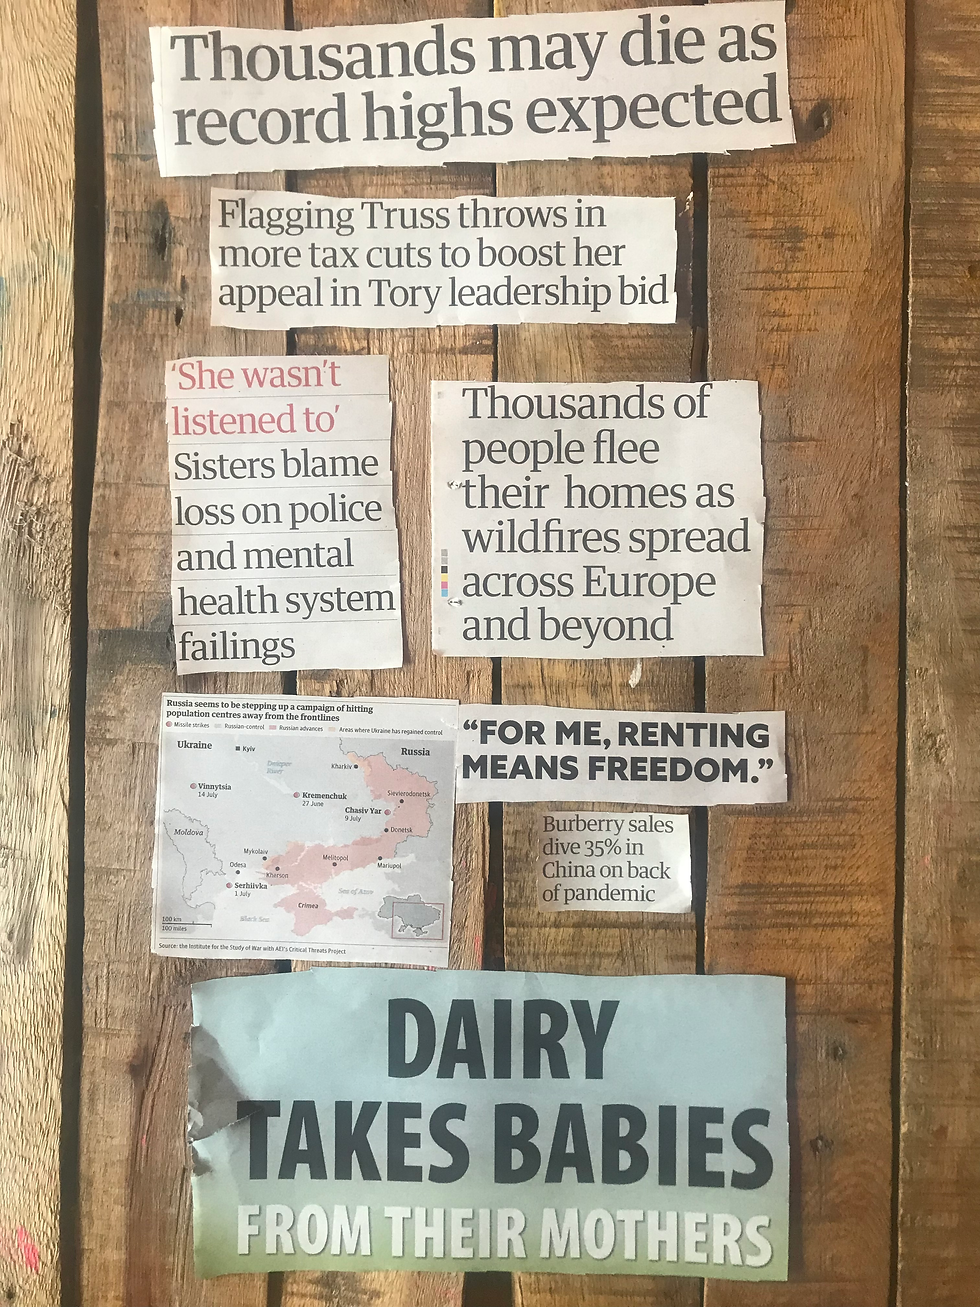 Thousands may die as
record highs expected
Flagging Truss throws in
more tax cuts to boost her
appeal in Tory leadership bid
'She wasn't
listened to'
Sisters blame
loss on police
and mental
health system
failings
Thousands of
people flee
their homes as
wildfires spread
across Europe
and beyond
Russia seems to be stepping up a campaign of hitting
population centres away from the frontlines
Missile strikes Russian-control Russian advances Areas where Ukraine has regained control
Ukraine
Kyiv
Russia
Dnieper
River
Kharkiv
Vinnytsia
14 July
Kremenchuk
27 June
Sievierodonetsk
Chasiv Yar
9 July
Donetsk
Moldova
Mykolaiv
Melitopol
Mariupol
Odesa
Kherson
Serhiivka
1 July
Sea of Azov
Crimea
Black Sea
100 km
100 miles
Source: the Institute for the Study of War with AEI's Critical Threats Project
"FOR ME, RENTING
MEANS FREEDOM."
Burberry sales
dive 35% in
China on back
of pandemic
DAIRY
TAKES BABIES
FROM THEIR MOTHERS